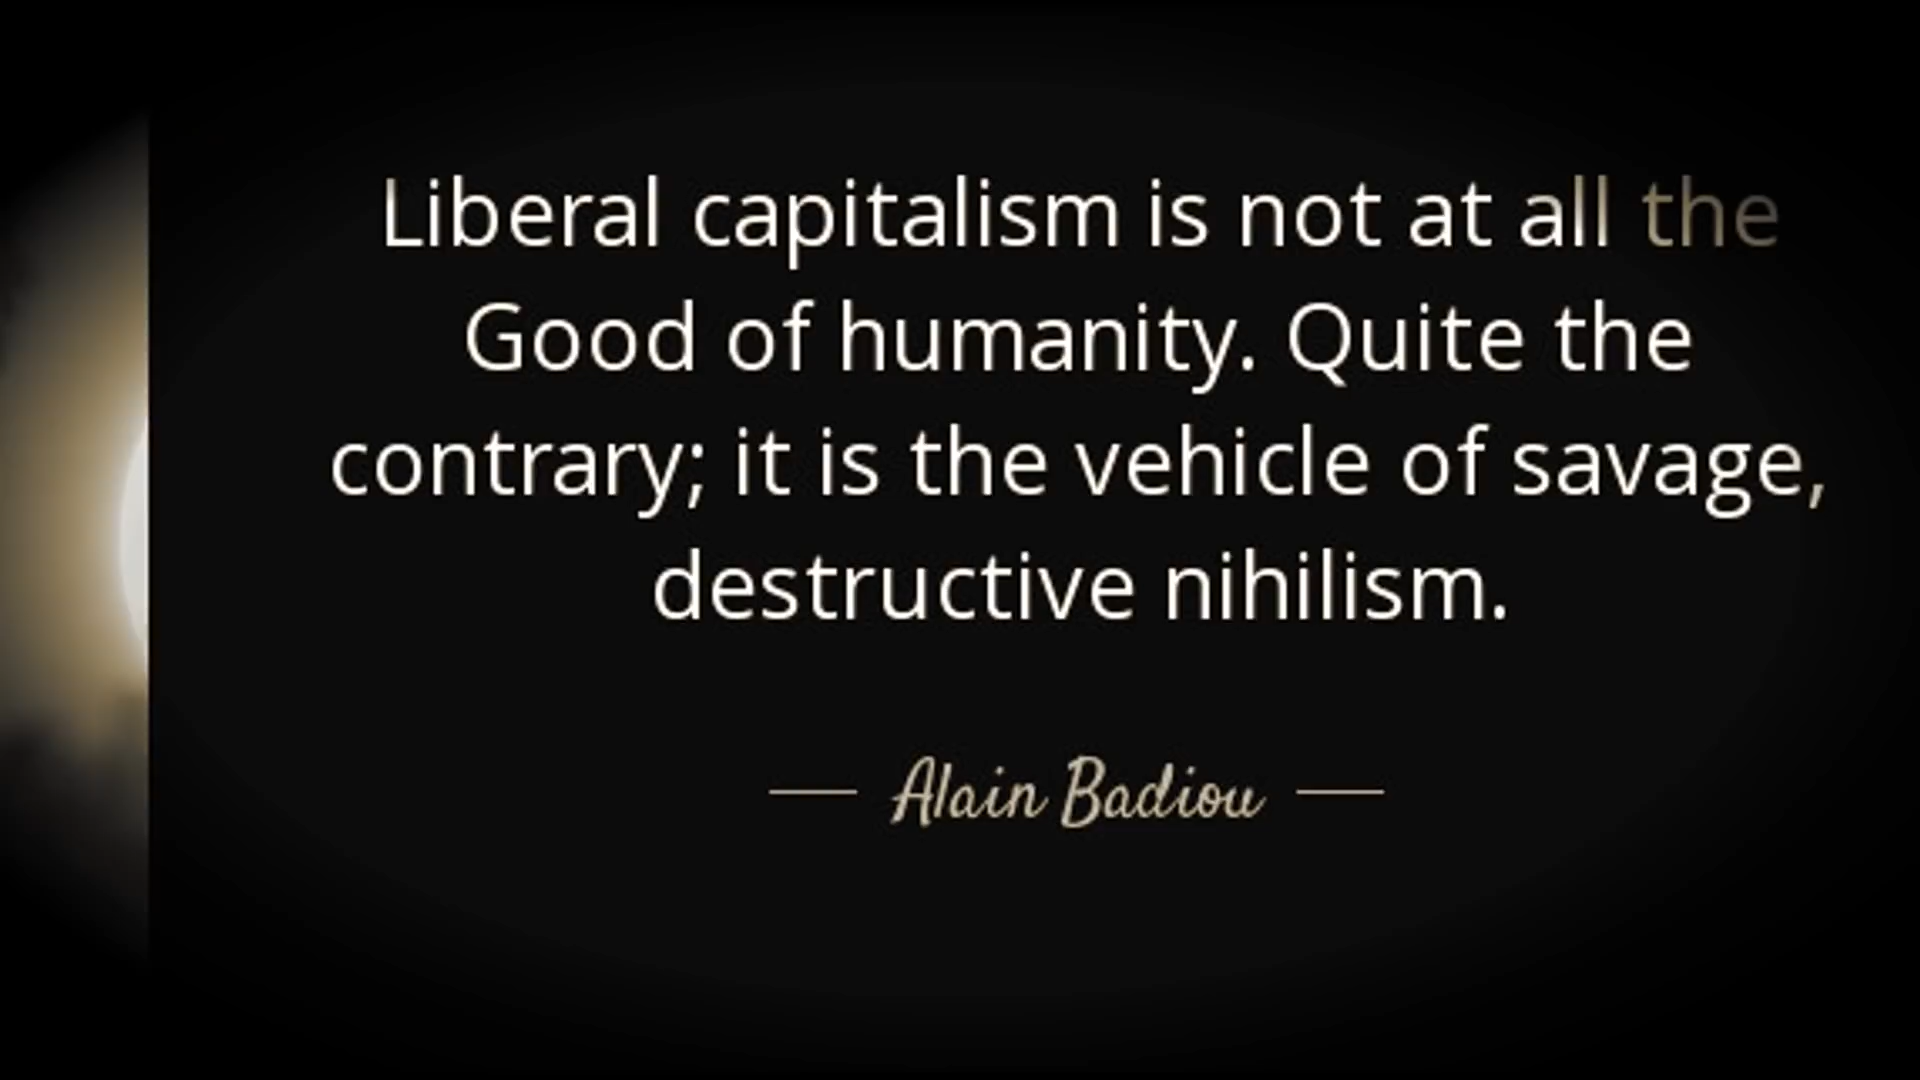 Liberal capitalism is not at all the
Good of humanity. Quite the
contrary; it is the vehicle of savage,
destructive nihilism.
Alain Badiou